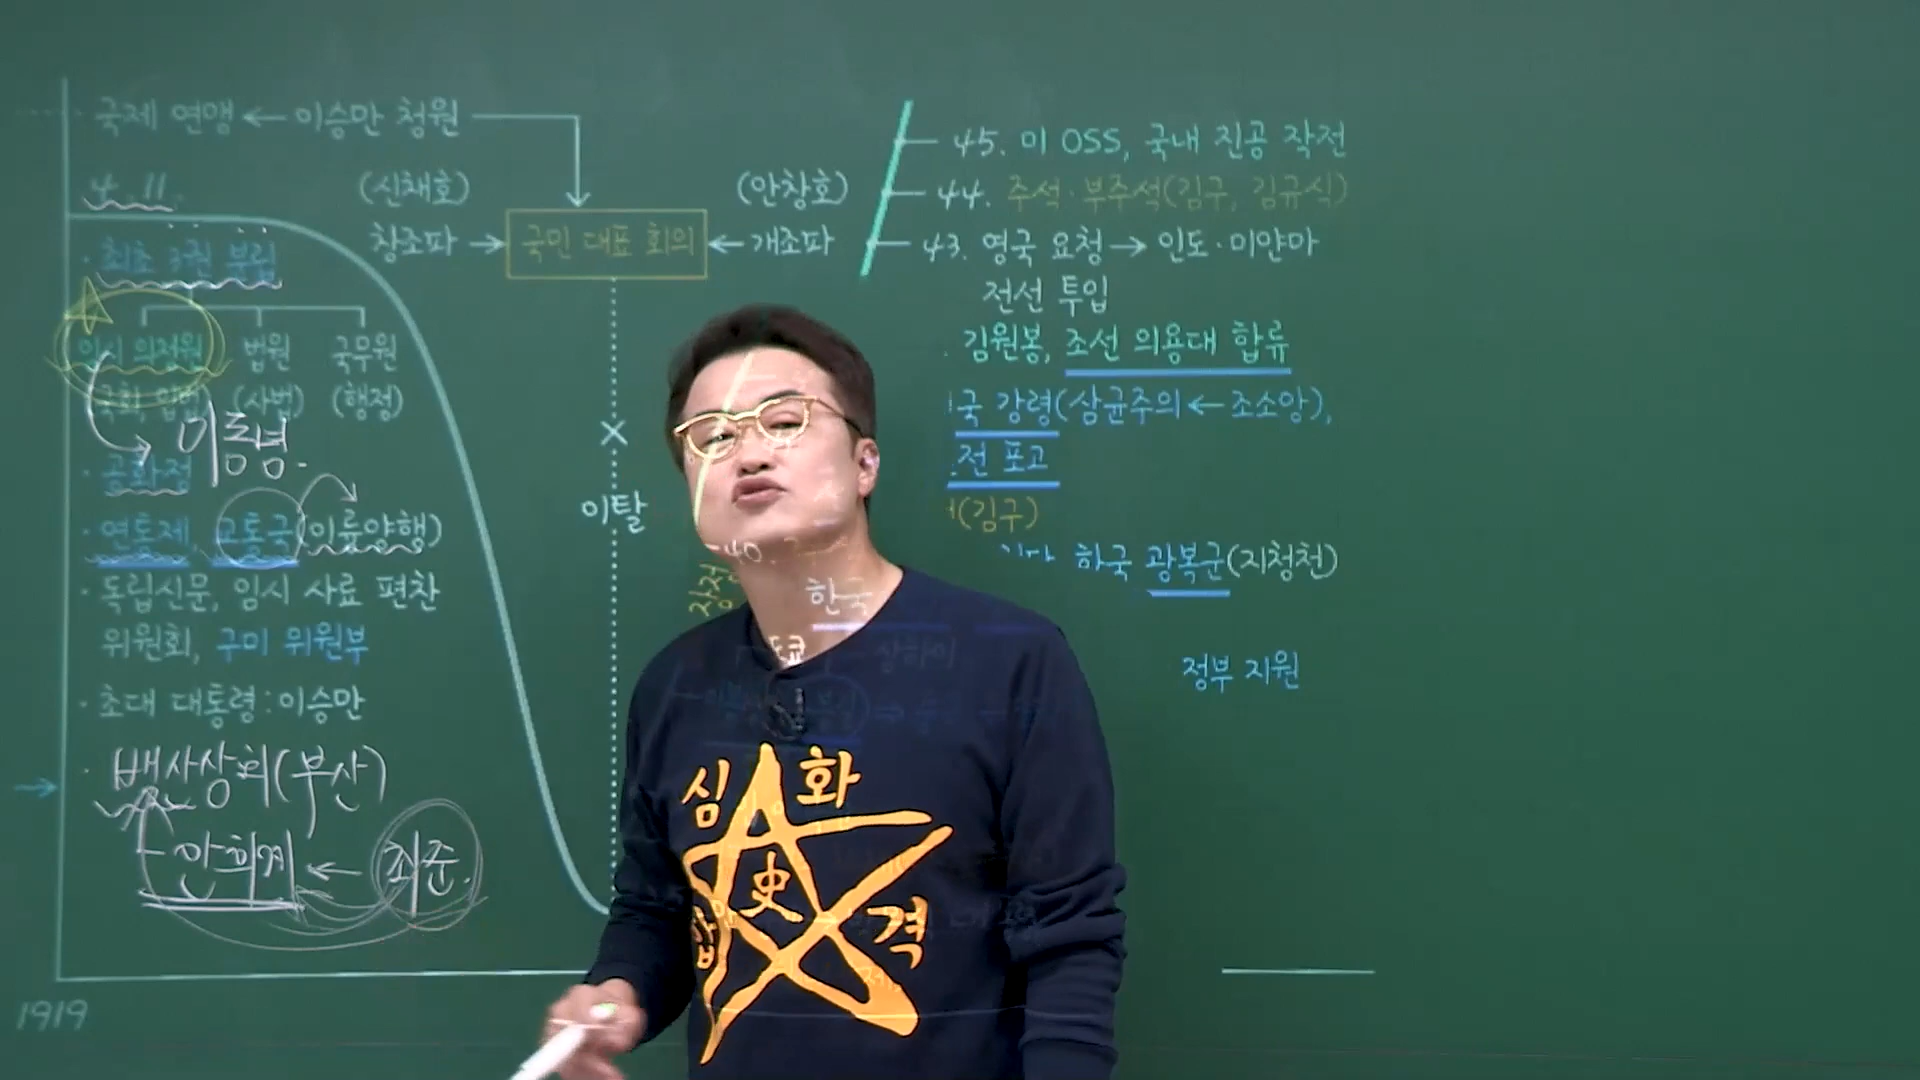 국제 연맹 ← 이승만 청원
4. 11.
· 최초 3권 분립
임시 의정원 법원 국무원
국회 입법) (사법) (행정)
이동녕.
· 공화정
· 연통제, 교통국(이륭양행)
· 독립신문, 임시 사료 편찬
위원회, 구미 위원부
· 초대 대통령 : 이승만
· 백산상회(부산)
안희제 ← 최준.
1919
(신채호)
창조파 →
국민 대표 회의
(안창호)
← 개조파
×
이탈
45. 미 OSS, 국내 진공 작전
44. 주석·부주석(김구, 김규식)
43. 영국 요청 → 인도·미얀마
전선 투입
. 김원봉, 조선 의용대 합류
국 강령(삼균주의 ← 조소앙),
전 포고
(김구)
하국 광복군(지청천)
40.
한국
정부 지원
심 화
史
합 격